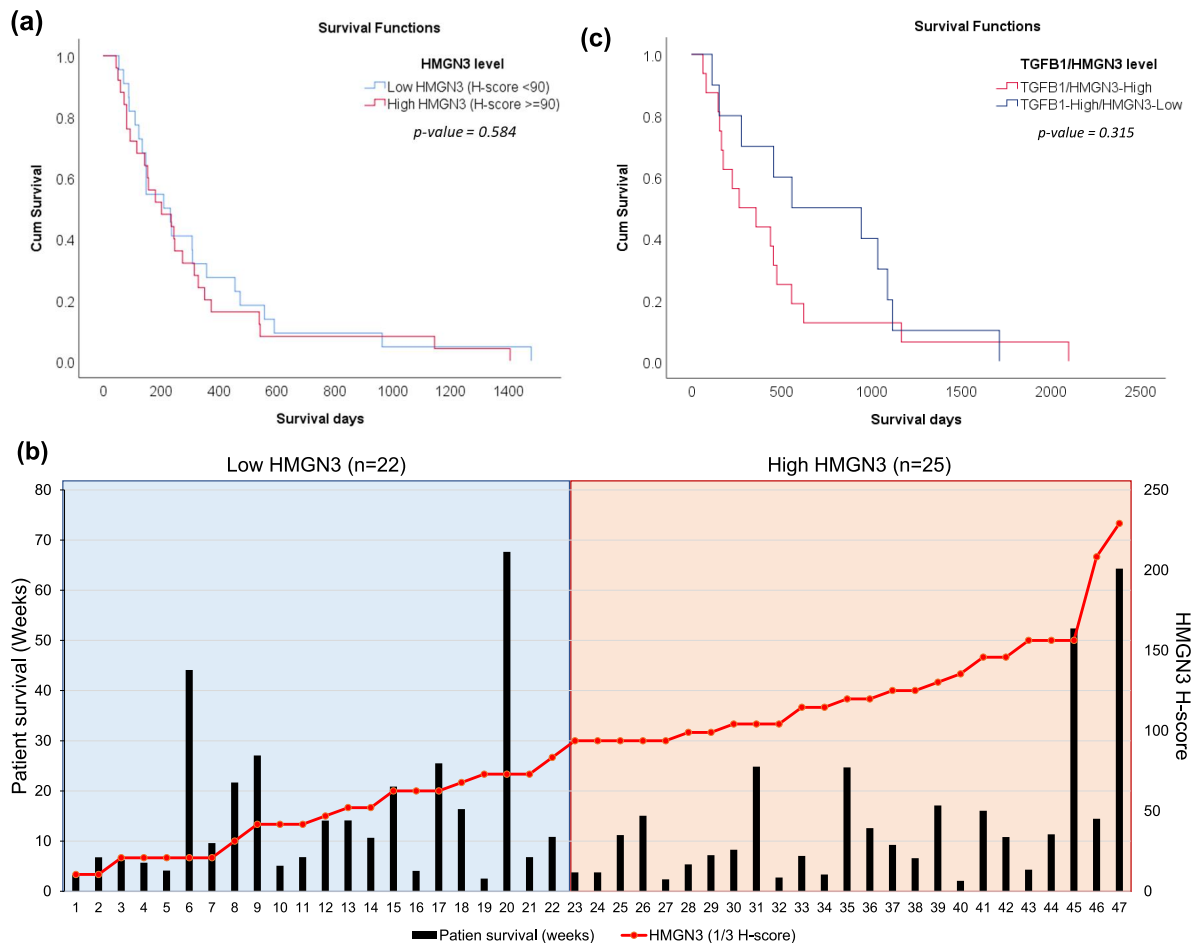 (a)
Survival Functions
HMGN3 level
Low HMGN3 (H-score <90)
High HMGN3 (H-score >=90)
p-value = 0.584
Cum Survival
1.0
0.8
0.6
0.4
0.2
0.0
0 200 400 600 800 1000 1200 1400
Survival days
(c)
Survival Functions
TGFB1/HMGN3 level
TGFB1/HMGN3-High
TGFB1-High/HMGN3-Low
p-value = 0.315
Cum Survival
1.0
0.8
0.6
0.4
0.2
0.0
0 500 1000 1500 2000 2500
Survival days
(b)
Low HMGN3 (n=22) High HMGN3 (n=25)
Patient survival (Weeks)
80
70
60
50
40
30
20
10
0
250
200
150
100
50
0
HMGN3 H-score
1 2 3 4 5 6 7 8 9 10 11 12 13 14 15 16 17 18 19 20 21 22 23 24 25 26 27 28 29 30 31 32 33 34 35 36 37 38 39 40 41 42 43 44 45 46 47
Patien survival (weeks) HMGN3 (1/3 H-score)